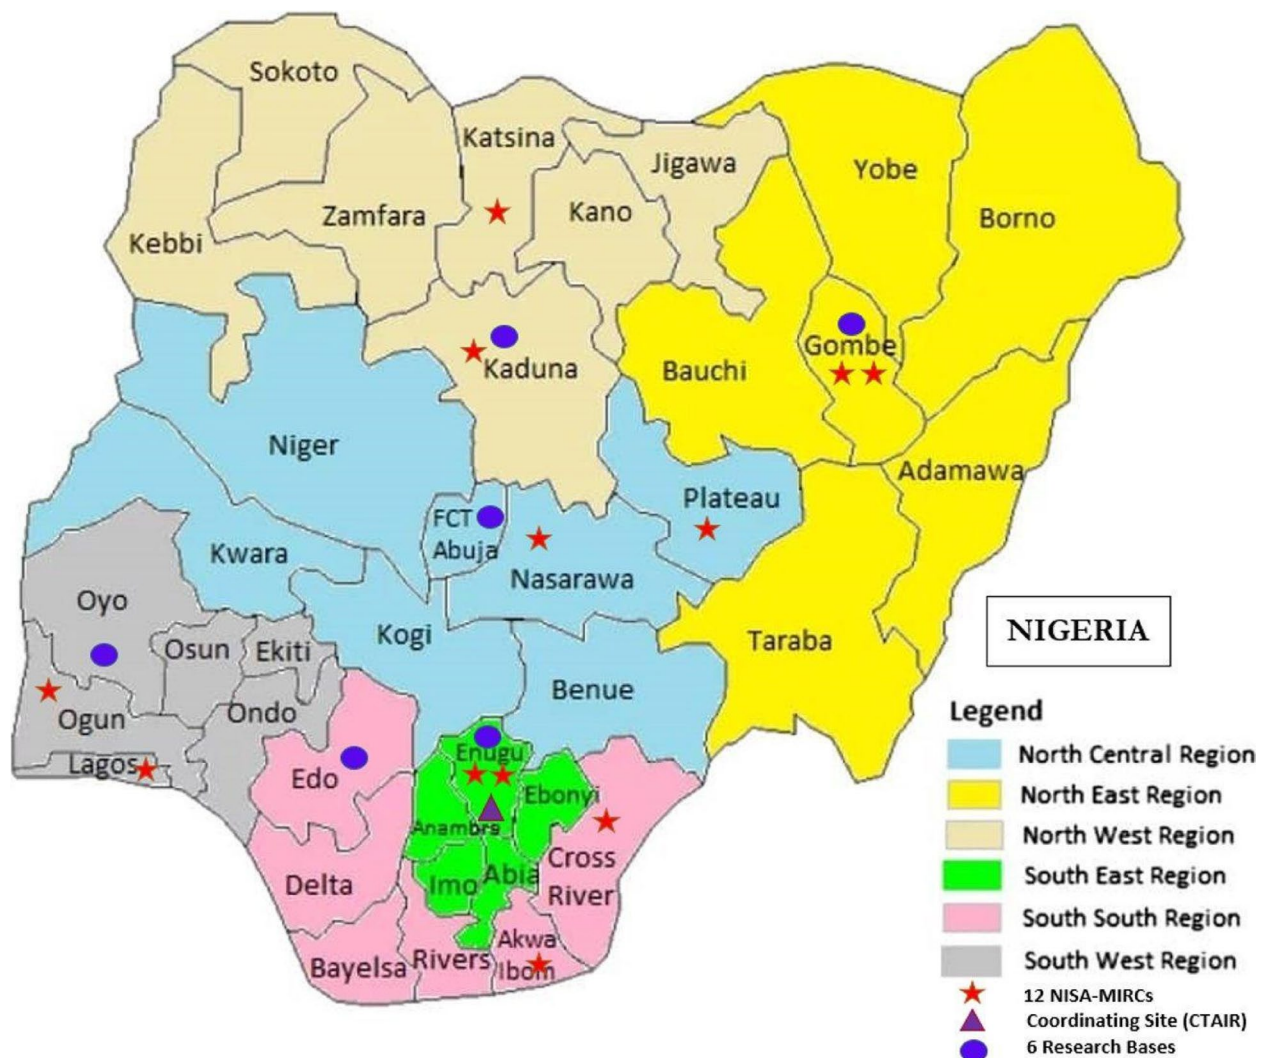 Sokoto
Katsina
Jigawa
Yobe
Zamfara
Kano
Borno
Kebbi
Gombe
Kaduna
Bauchi
Niger
Adamawa
Plateau
FCT
Abuja
Kwara
Nasarawa
Oyo
Kogi
Taraba
Osun
Ekiti
Benue
Ogun
Ondo
Lagos
Enugu
Edo
Ebonyi
Anambra
Cross
River
Delta
Imo
Abia
Akwa
Ibom
Bayelsa
Rivers
NIGERIA
Legend
North Central Region
North East Region
North West Region
South East Region
South South Region
South West Region
12 NISA-MIRCs
Coordinating Site (CTAIR)
6 Research Bases